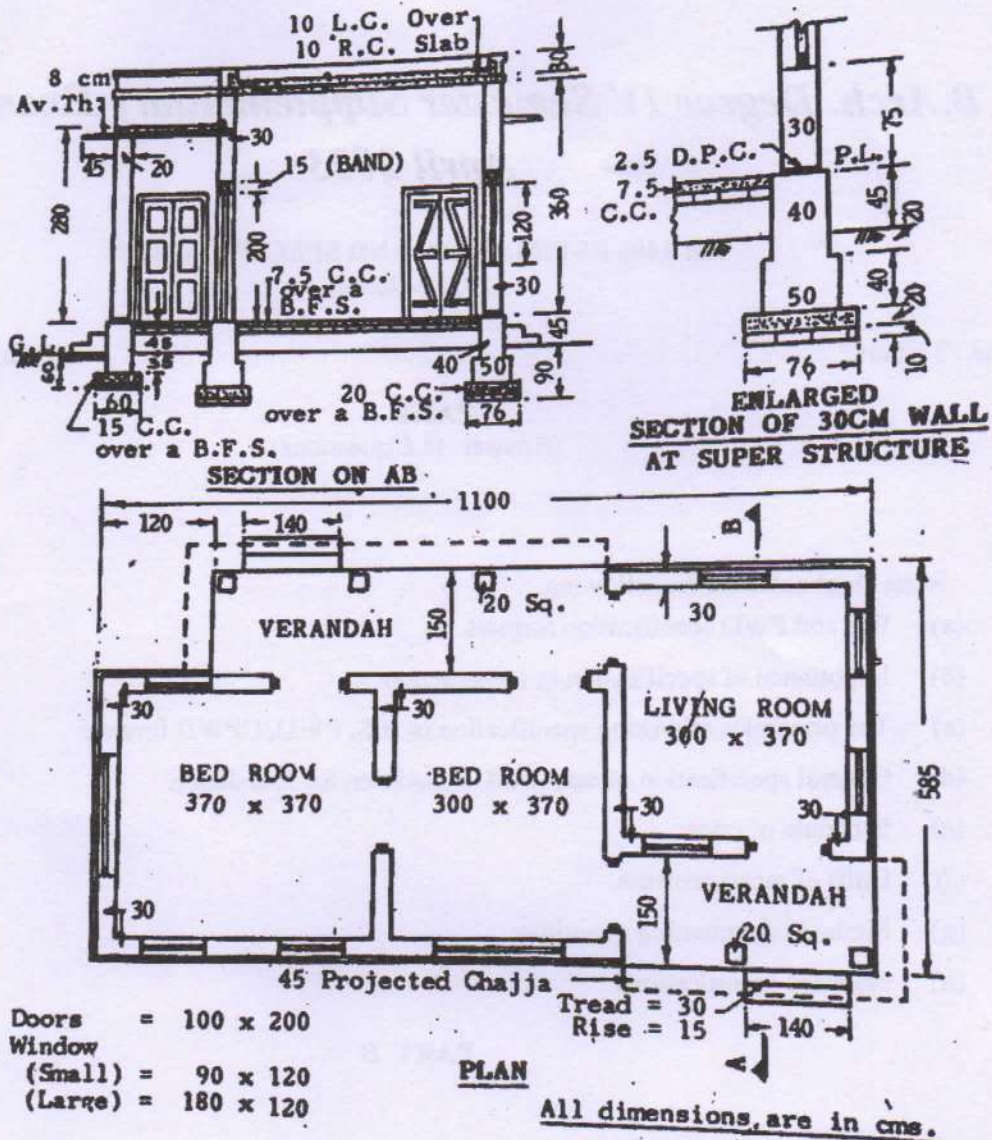 10 L.C. Over
10 R.C. Slab
8 cm
Av.Th:
30
45
20
15 (BAND)
280
200
360
120
30
7.5 C.C.
over a
B.F.S.
G.L.
45
45
40
50
90
60
20 C.C.
over a B.F.S.
76
15 C.C.
over a B.F.S.
SECTION ON AB
30
75
2.5 D.P.C.
P.L.
7.5
C.C.
40
45
20
40
50
20
10
76
ENLARGED
SECTION OF 30CM WALL
AT SUPER STRUCTURE
1100
120
140
B
20 Sq.
30
VERANDAH
150
30
30
LIVING ROOM
360 x 370
BED ROOM
370 x 370
BED ROOM
300 x 370
585
30
30
30
150
VERANDAH
20 Sq.
45 Projected Chajja
Tread = 30
Rise = 15
140
A
Doors = 100 x 200
Window
(Small) = 90 x 120
(Large) = 180 x 120
PLAN
All dimensions, are in cms.